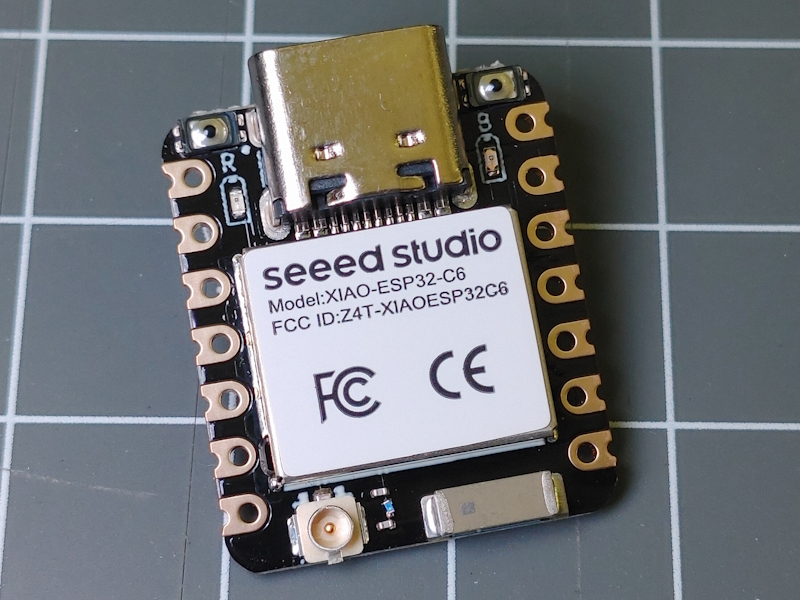 R
B
seeed studio
Model:XIAO-ESP32-C6
FCC ID:Z4T-XIAOESP32C6
FC CE